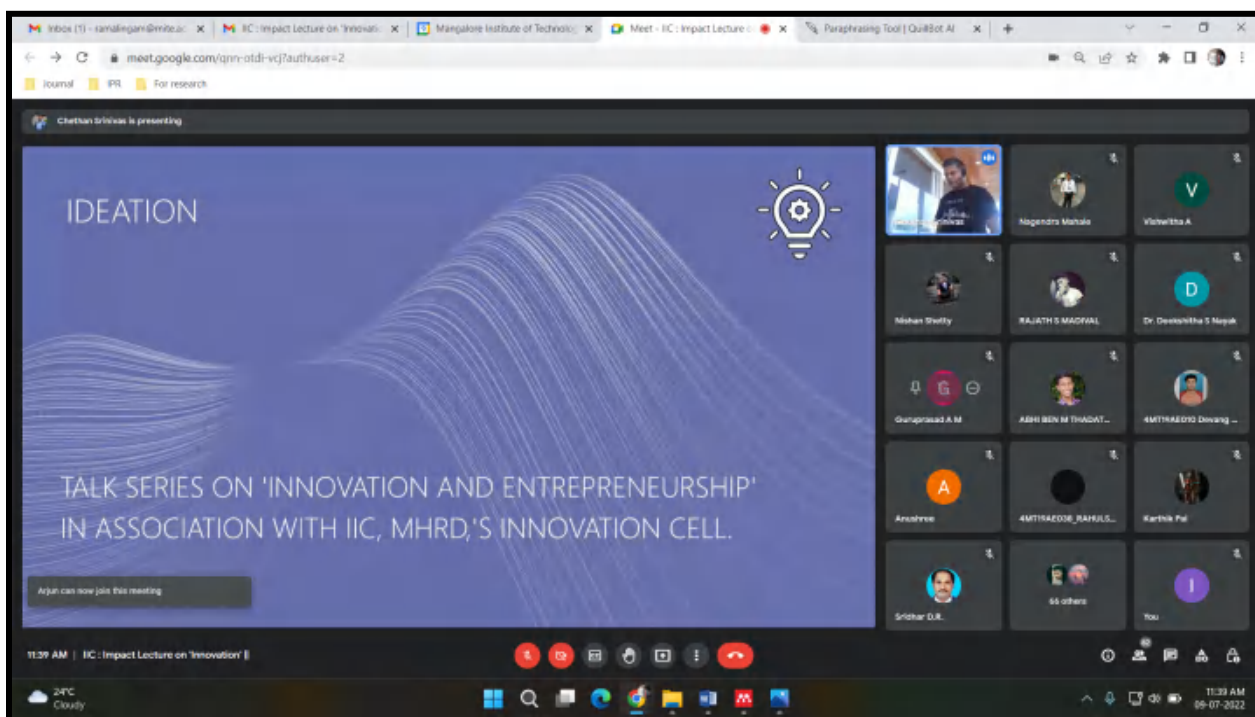 Inbox (1) - ramalingam@mite.ac
IIC : Impact Lecture on 'Innovati
Mangalore Institute of Technolog
Meet - IIC : Impact Lecture o
Paraphrasing Tool | QuillBot AI
meet.google.com/qnn-otdi-vcj?authuser=2
Journal
IPR
For research
Chethan Srinivas is presenting
IDEATION
TALK SERIES ON 'INNOVATION AND ENTREPRENEURSHIP'
IN ASSOCIATION WITH IIC, MHRD,'S INNOVATION CELL.
Arjun can now join this meeting
Nagendra Mahale
V
Vishwitha A
Nishan Shetty
RAJATH S MADIVAL
D
Dr. Deekshitha S Nayak
G
Guruprasad A M
ABHI BEN M THADAT...
4MT19AE010 Devang ...
A
Anushree
4MT19AE036_RAHULS...
Karthik Pai
Sridhar D.R.
66 others
I
You
11:39 AM | IIC : Impact Lecture on 'Innovation' ||
24°C
Cloudy
11:39 AM
09-07-2022